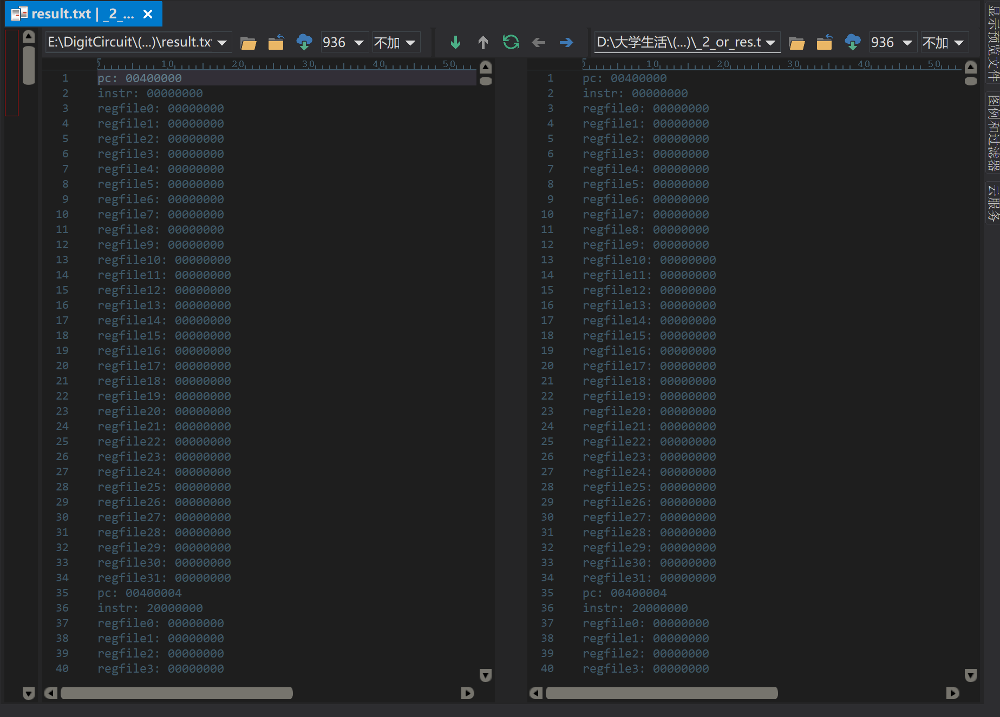 result.txt | _2_...
E:\DigitCircuit\(...)\result.txt
936
不加
D:\大学生活\(...)\_2_or_res.t
936
不加
显示预览文件
图例和过滤器
云服务
0 10 20 30 40 50
1 pc: 00400000
2 instr: 00000000
3 regfile0: 00000000
4 regfile1: 00000000
5 regfile2: 00000000
6 regfile3: 00000000
7 regfile4: 00000000
8 regfile5: 00000000
9 regfile6: 00000000
10 regfile7: 00000000
11 regfile8: 00000000
12 regfile9: 00000000
13 regfile10: 00000000
14 regfile11: 00000000
15 regfile12: 00000000
16 regfile13: 00000000
17 regfile14: 00000000
18 regfile15: 00000000
19 regfile16: 00000000
20 regfile17: 00000000
21 regfile18: 00000000
22 regfile19: 00000000
23 regfile20: 00000000
24 regfile21: 00000000
25 regfile22: 00000000
26 regfile23: 00000000
27 regfile24: 00000000
28 regfile25: 00000000
29 regfile26: 00000000
30 regfile27: 00000000
31 regfile28: 00000000
32 regfile29: 00000000
33 regfile30: 00000000
34 regfile31: 00000000
35 pc: 00400004
36 instr: 20000000
37 regfile0: 00000000
38 regfile1: 00000000
39 regfile2: 00000000
40 regfile3: 00000000
0 10 20 30 40 50
1 pc: 00400000
2 instr: 00000000
3 regfile0: 00000000
4 regfile1: 00000000
5 regfile2: 00000000
6 regfile3: 00000000
7 regfile4: 00000000
8 regfile5: 00000000
9 regfile6: 00000000
10 regfile7: 00000000
11 regfile8: 00000000
12 regfile9: 00000000
13 regfile10: 00000000
14 regfile11: 00000000
15 regfile12: 00000000
16 regfile13: 00000000
17 regfile14: 00000000
18 regfile15: 00000000
19 regfile16: 00000000
20 regfile17: 00000000
21 regfile18: 00000000
22 regfile19: 00000000
23 regfile20: 00000000
24 regfile21: 00000000
25 regfile22: 00000000
26 regfile23: 00000000
27 regfile24: 00000000
28 regfile25: 00000000
29 regfile26: 00000000
30 regfile27: 00000000
31 regfile28: 00000000
32 regfile29: 00000000
33 regfile30: 00000000
34 regfile31: 00000000
35 pc: 00400004
36 instr: 20000000
37 regfile0: 00000000
38 regfile1: 00000000
39 regfile2: 00000000
40 regfile3: 00000000